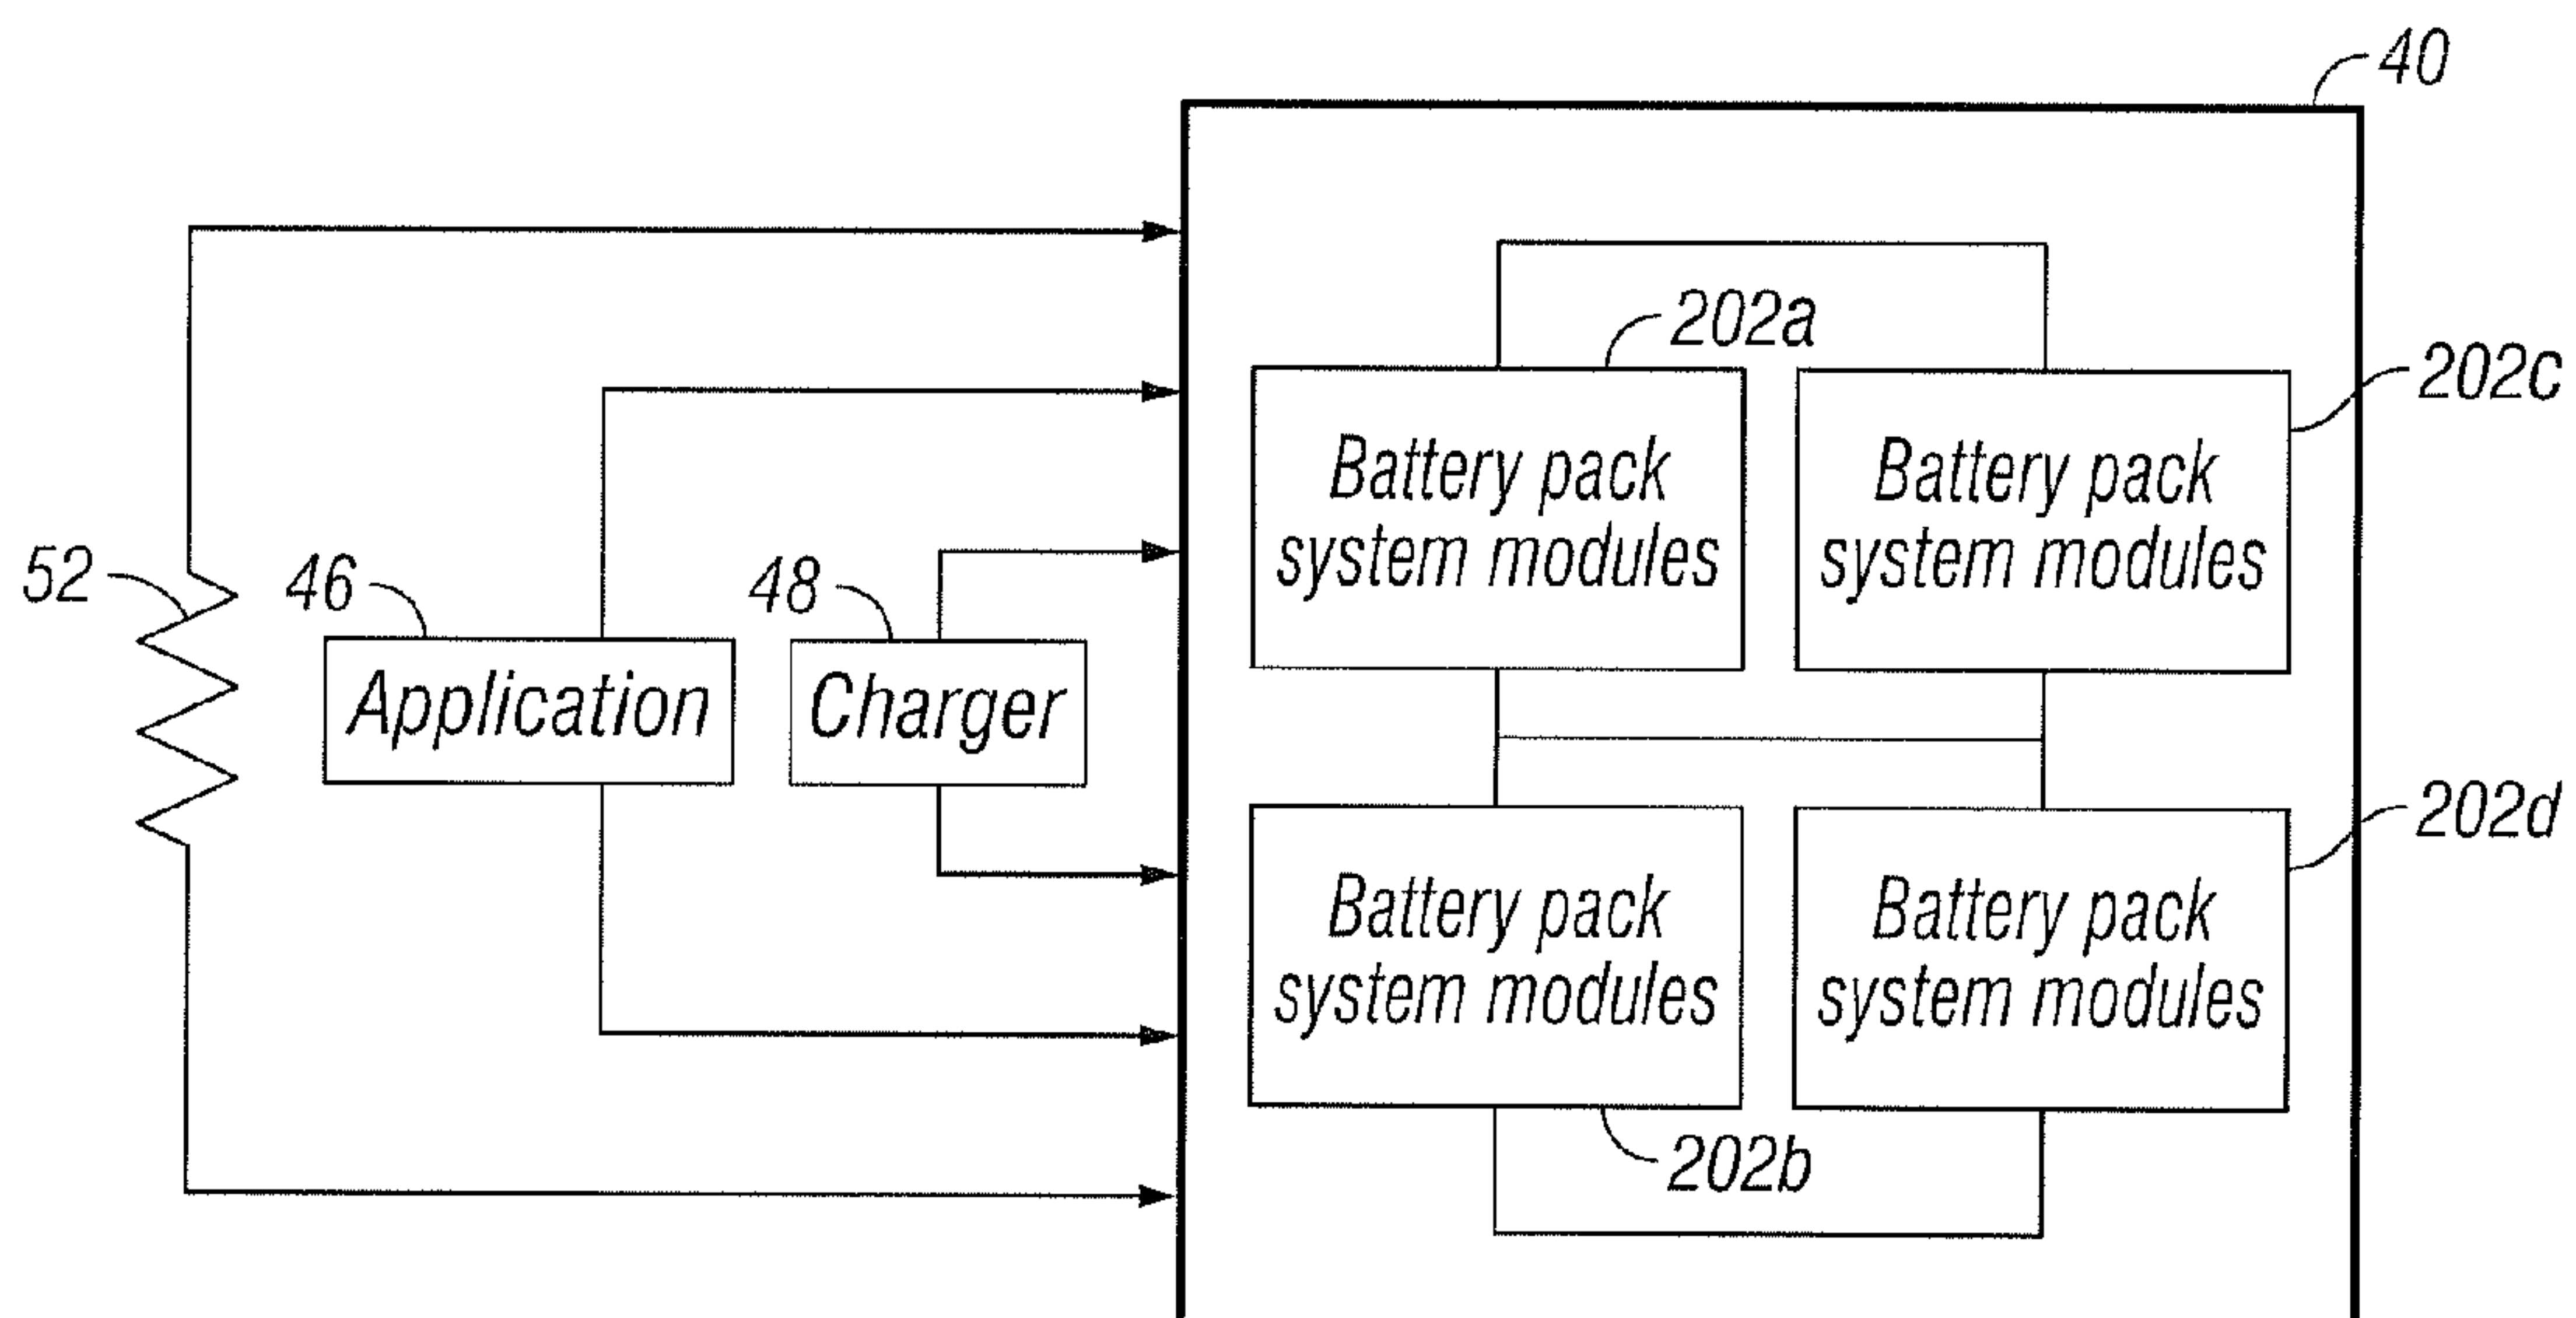 40
202a
202c
Battery pack
system modules
Battery pack
system modules
52
46
48
Application
Charger
202d
Battery pack
system modules
Battery pack
system modules
202b